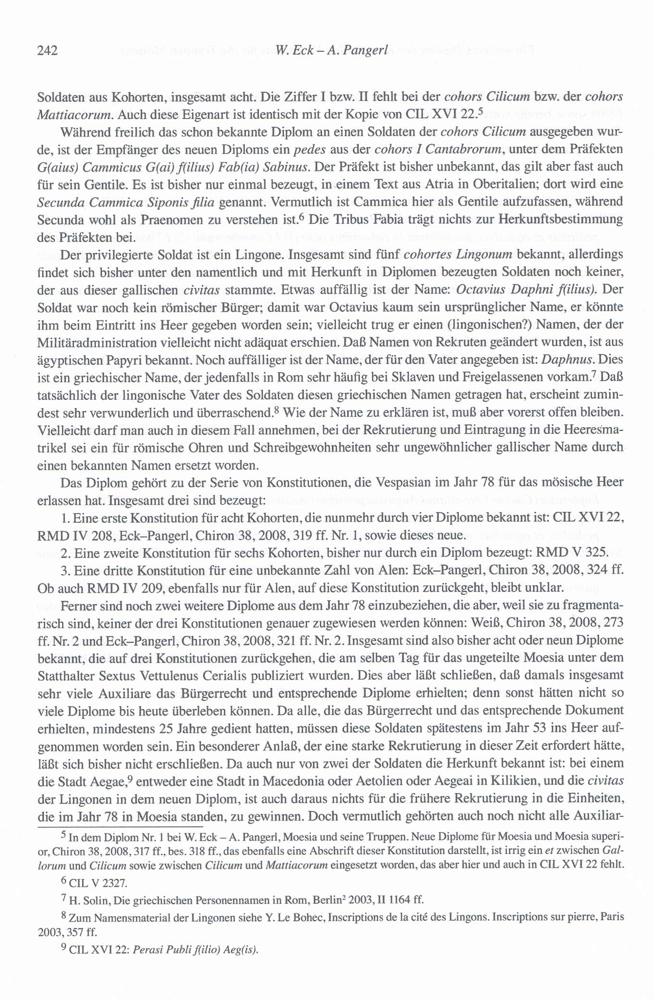 242
W. Eck – A. Pangerl
Soldaten aus Kohorten, insgesamt acht. Die Ziffer I bzw. II fehlt bei der cohors Cilicum bzw. der cohors
Mattiacorum. Auch diese Eigenart ist identisch mit der Kopie von CIL XVI 22.⁵
Während freilich das schon bekannte Diplom an einen Soldaten der cohors Cilicum ausgegeben wur-
de, ist der Empfänger des neuen Diploms ein pedes aus der cohors I Cantabrorum, unter dem Präfekten
G(aius) Cammicus G(ai) f(ilius) Fab(ia) Sabinus. Der Präfekt ist bisher unbekannt, das gilt aber fast auch
für sein Gentile. Es ist bisher nur einmal bezeugt, in einem Text aus Atria in Oberitalien; dort wird eine
Secunda Cammica Siponis filia genannt. Vermutlich ist Cammica hier als Gentile aufzufassen, während
Secunda wohl als Praenomen zu verstehen ist.⁶ Die Tribus Fabia trägt nichts zur Herkunftsbestimmung
des Präfekten bei.
Der privilegierte Soldat ist ein Lingone. Insgesamt sind fünf cohortes Lingonum bekannt, allerdings
findet sich bisher unter den namentlich und mit Herkunft in Diplomen bezeugten Soldaten noch keiner,
der aus dieser gallischen civitas stammte. Etwas auffällig ist der Name: Octavius Daphni f(ilius). Der
Soldat war noch kein römischer Bürger; damit war Octavius kaum sein ursprünglicher Name, er könnte
ihm beim Eintritt ins Heer gegeben worden sein; vielleicht trug er einen (lingonischen?) Namen, der der
Militäradministration vielleicht nicht adäquat erschien. Daß Namen von Rekruten geändert wurden, ist aus
ägyptischen Papyri bekannt. Noch auffälliger ist der Name, der für den Vater angegeben ist: Daphnus. Dies
ist ein griechischer Name, der jedenfalls in Rom sehr häufig bei Sklaven und Freigelassenen vorkam.⁷ Daß
tatsächlich der lingonische Vater des Soldaten diesen griechischen Namen getragen hat, erscheint zumin-
dest sehr verwunderlich und überraschend.⁸ Wie der Name zu erklären ist, muß aber vorerst offen bleiben.
Vielleicht darf man auch in diesem Fall annehmen, bei der Rekrutierung und Eintragung in die Heeresma-
trikel sei ein für römische Ohren und Schreibgewohnheiten sehr ungewöhnlicher gallischer Name durch
einen bekannten Namen ersetzt worden.
Das Diplom gehört zu der Serie von Konstitutionen, die Vespasian im Jahr 78 für das mösische Heer
erlassen hat. Insgesamt drei sind bezeugt:
1. Eine erste Konstitution für acht Kohorten, die nunmehr durch vier Diplome bekannt ist: CIL XVI 22,
RMD IV 208, Eck–Pangerl, Chiron 38, 2008, 319 ff. Nr. 1, sowie dieses neue.
2. Eine zweite Konstitution für sechs Kohorten, bisher nur durch ein Diplom bezeugt: RMD V 325.
3. Eine dritte Konstitution für eine unbekannte Zahl von Alen: Eck–Pangerl, Chiron 38, 2008, 324 ff.
Ob auch RMD IV 209, ebenfalls nur für Alen, auf diese Konstitution zurückgeht, bleibt unklar.
Ferner sind noch zwei weitere Diplome aus dem Jahr 78 einzubeziehen, die aber, weil sie zu fragmenta-
risch sind, keiner der drei Konstitutionen genauer zugewiesen werden können: Weiß, Chiron 38, 2008, 273
ff. Nr. 2 und Eck–Pangerl, Chiron 38, 2008, 321 ff. Nr. 2. Insgesamt sind also bisher acht oder neun Diplome
bekannt, die auf drei Konstitutionen zurückgehen, die am selben Tag für das ungeteilte Moesia unter dem
Statthalter Sextus Vettulenus Cerialis publiziert wurden. Dies aber läßt schließen, daß damals insgesamt
sehr viele Auxiliare das Bürgerrecht und entsprechende Diplome erhielten; denn sonst hätten nicht so
viele Diplome bis heute überleben können. Da alle, die das Bürgerrecht und das entsprechende Dokument
erhielten, mindestens 25 Jahre gedient hatten, müssen diese Soldaten spätestens im Jahr 53 ins Heer auf-
genommen worden sein. Ein besonderer Anlaß, der eine starke Rekrutierung in dieser Zeit erfordert hätte,
läßt sich bisher nicht erschließen. Da auch nur von zwei der Soldaten die Herkunft bekannt ist: bei einem
die Stadt Aegae,⁹ entweder eine Stadt in Macedonia oder Aetolien oder Aegeai in Kilikien, und die civitas
der Lingonen in dem neuen Diplom, ist auch daraus nichts für die frühere Rekrutierung in die Einheiten,
die im Jahr 78 in Moesia standen, zu gewinnen. Doch vermutlich gehörten auch noch nicht alle Auxiliar-
⁵ In dem Diplom Nr. 1 bei W. Eck – A. Pangerl, Moesia und seine Truppen. Neue Diplome für Moesia und Moesia superi-
or, Chiron 38, 2008, 317 ff., bes. 318 ff., das ebenfalls eine Abschrift dieser Konstitution darstellt, ist irrig ein et zwischen Gal-
lorum und Cilicum sowie zwischen Cilicum und Mattiacorum eingesetzt worden, das aber hier und auch in CIL XVI 22 fehlt.
⁶ CIL V 2327.
⁷ H. Solin, Die griechischen Personennamen in Rom, Berlin² 2003, II 1164 ff.
⁸ Zum Namensmaterial der Lingonen siehe Y. Le Bohec, Inscriptions de la cité des Lingons. Inscriptions sur pierre, Paris
2003, 357 ff.
⁹ CIL XVI 22: Perasi Publi f(ilio) Aeg(is).